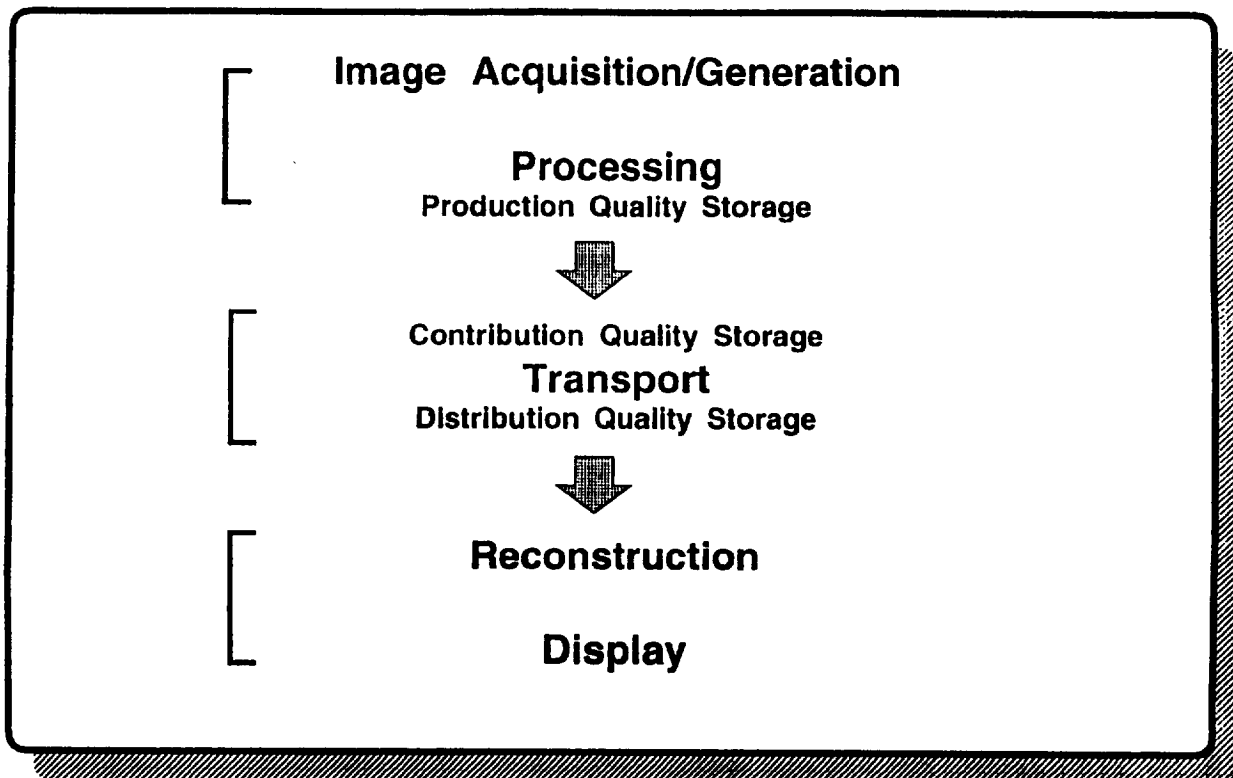 Image Acquisition/Generation
Processing
Production Quality Storage
Contribution Quality Storage
Transport
Distribution Quality Storage
Reconstruction
Display